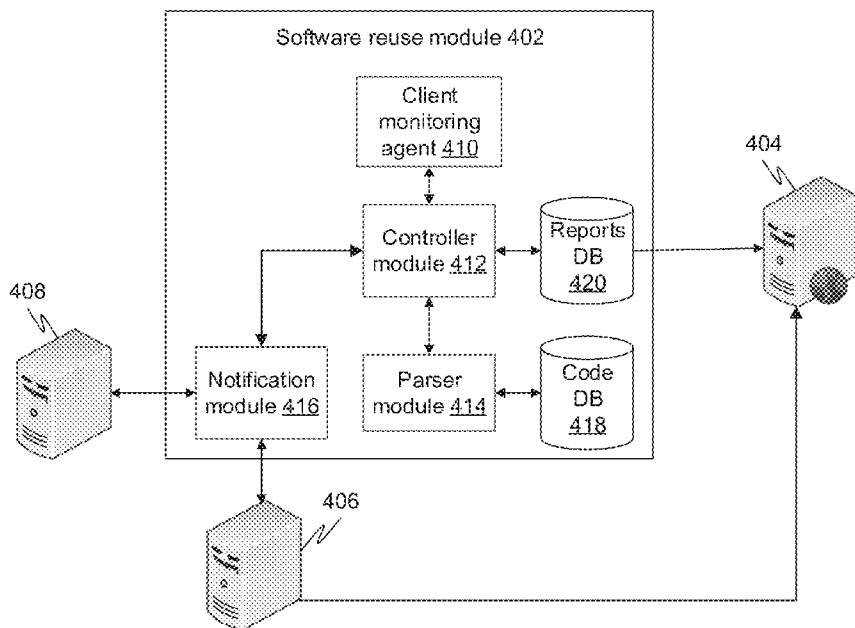 Software reuse module 402
Client
monitoring
agent 410
404
Controller
module 412
Reports
DB
420
408
Notification
module 416
Parser
module 414
Code
DB
418
406